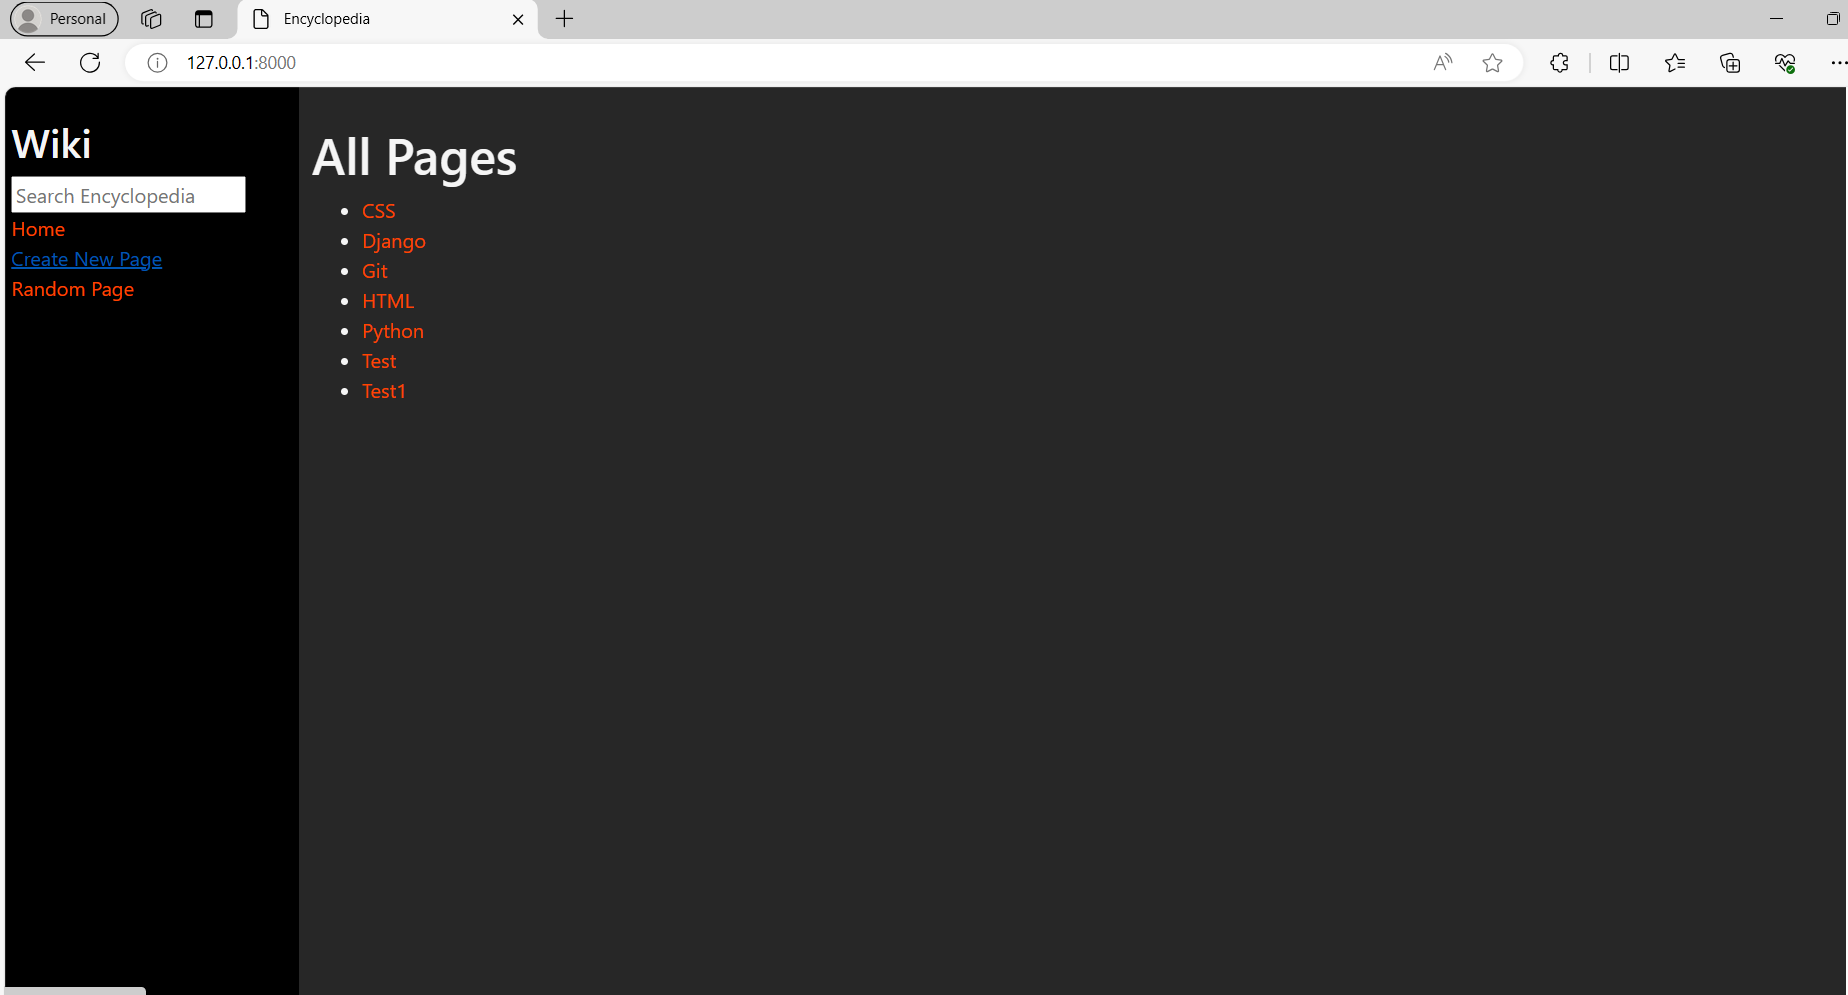 Personal
Encyclopedia
127.0.0.1:8000
Wiki
Search Encyclopedia
Home
Create New Page
Random Page
All Pages
CSS
Django
Git
HTML
Python
Test
Test1